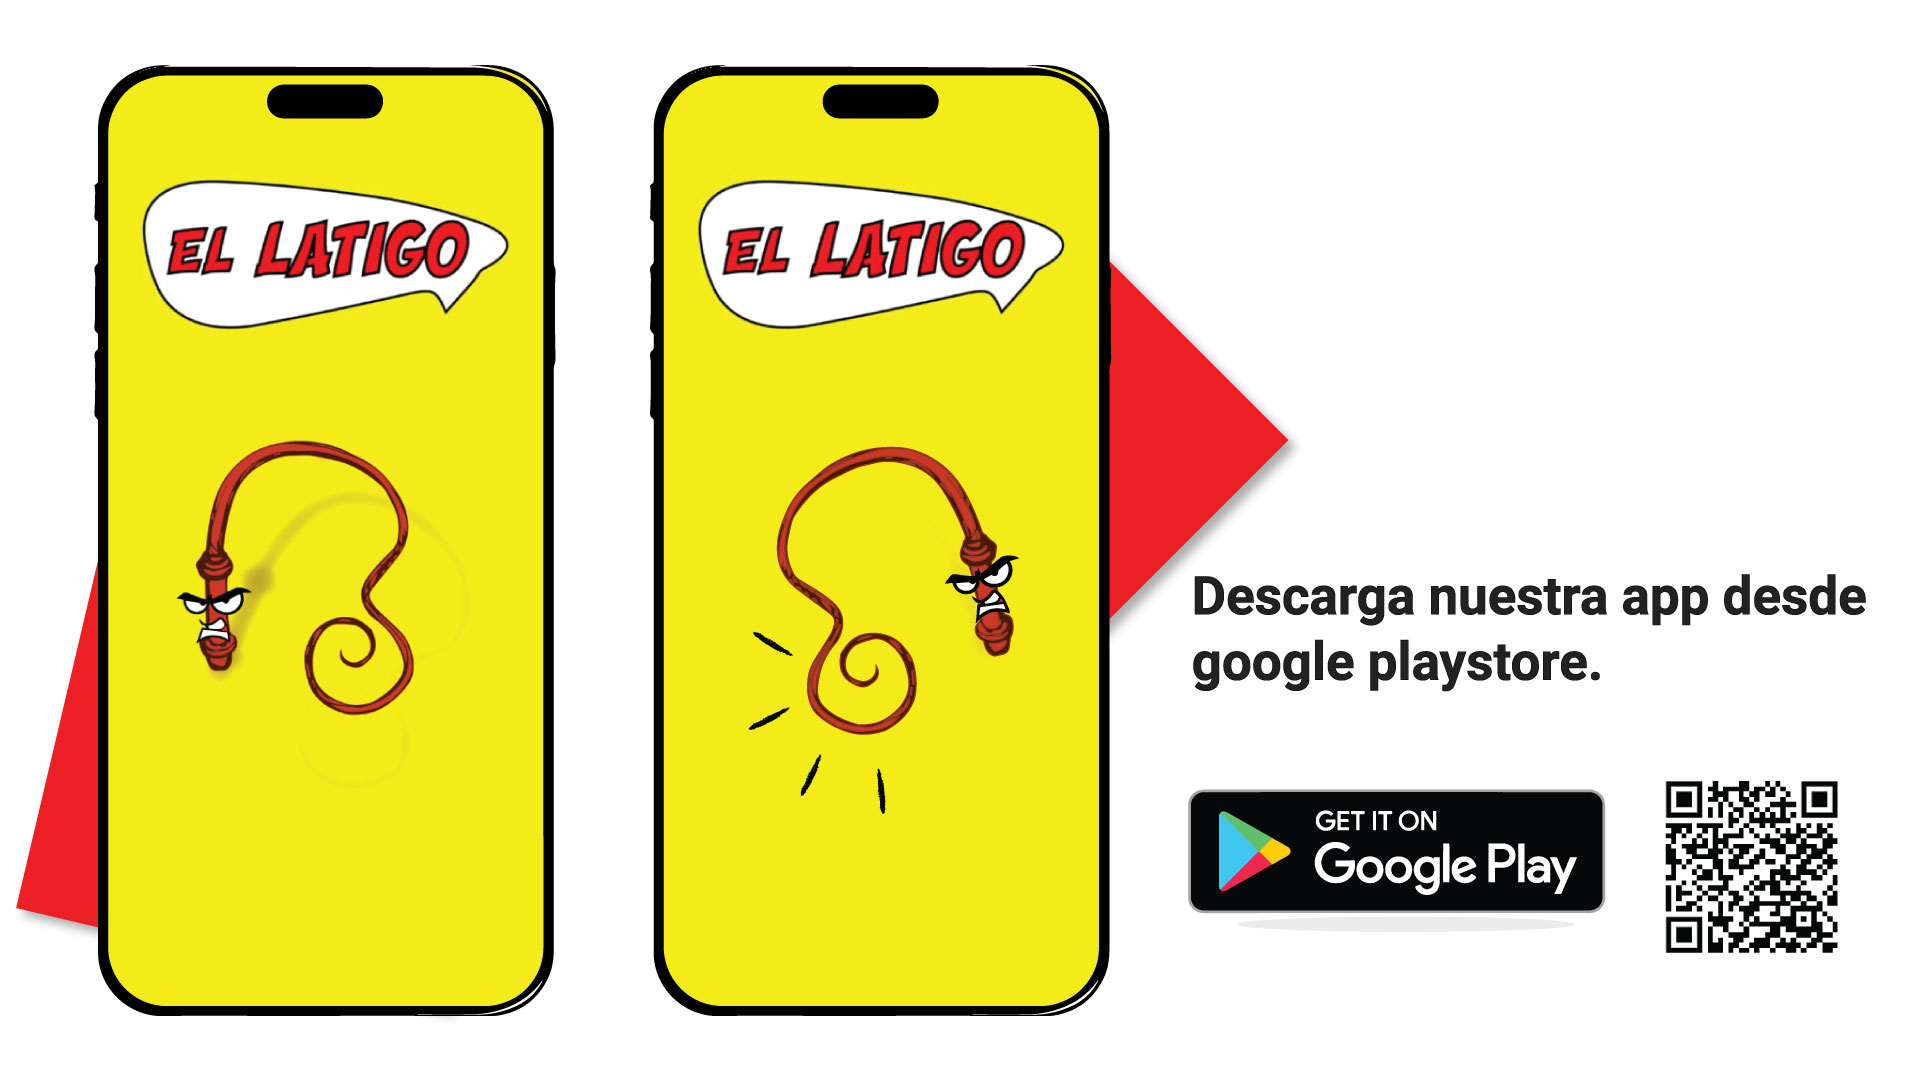 EL LATIGO
EL LATIGO
Descarga nuestra app desde
google playstore.
GET IT ON
Google Play